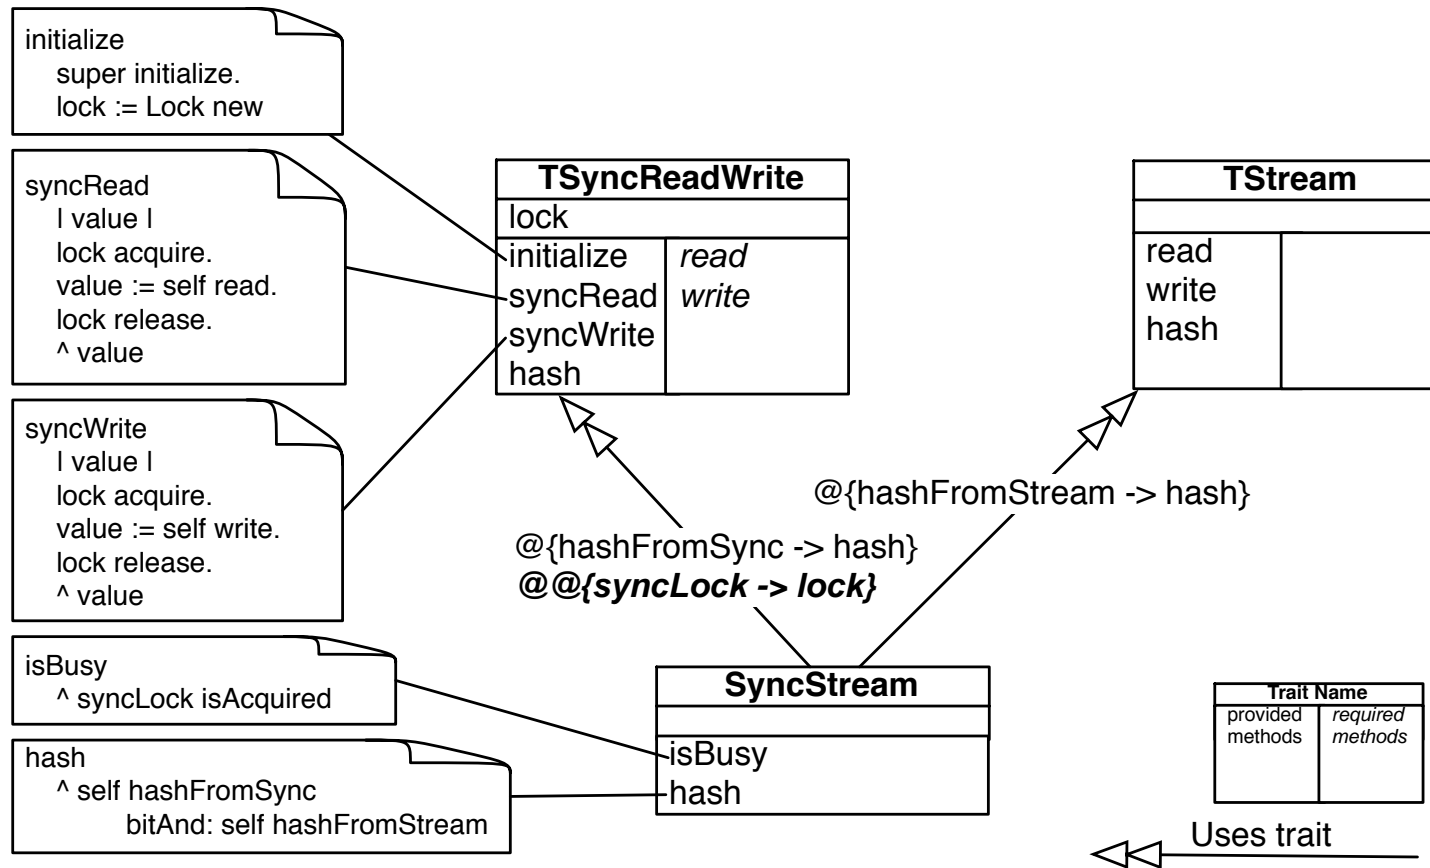 initialize
super initialize.
lock := Lock new
syncRead
| value |
lock acquire.
value := self read.
lock release.
^ value
syncWrite
| value |
lock acquire.
value := self write.
lock release.
^ value
isBusy
^ syncLock isAcquired
hash
^ self hashFromSync
bitAnd: self hashFromStream
TSyncReadWrite
lock
initialize read
syncRead write
syncWrite
hash
TStream
read
write
hash
@{hashFromStream -> hash}
@{hashFromSync -> hash}
@@{syncLock -> lock}
SyncStream
isBusy
hash
Trait Name
provided required
methods methods
Uses trait